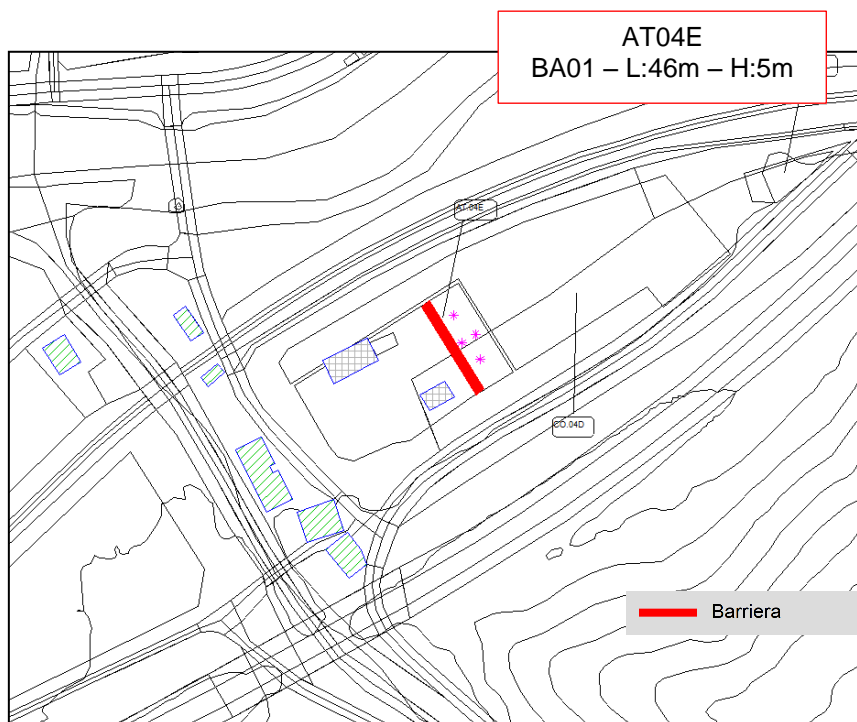 AT04E
BA01 – L:46m – H:5m
AT.04E
CO.04D
Barriera